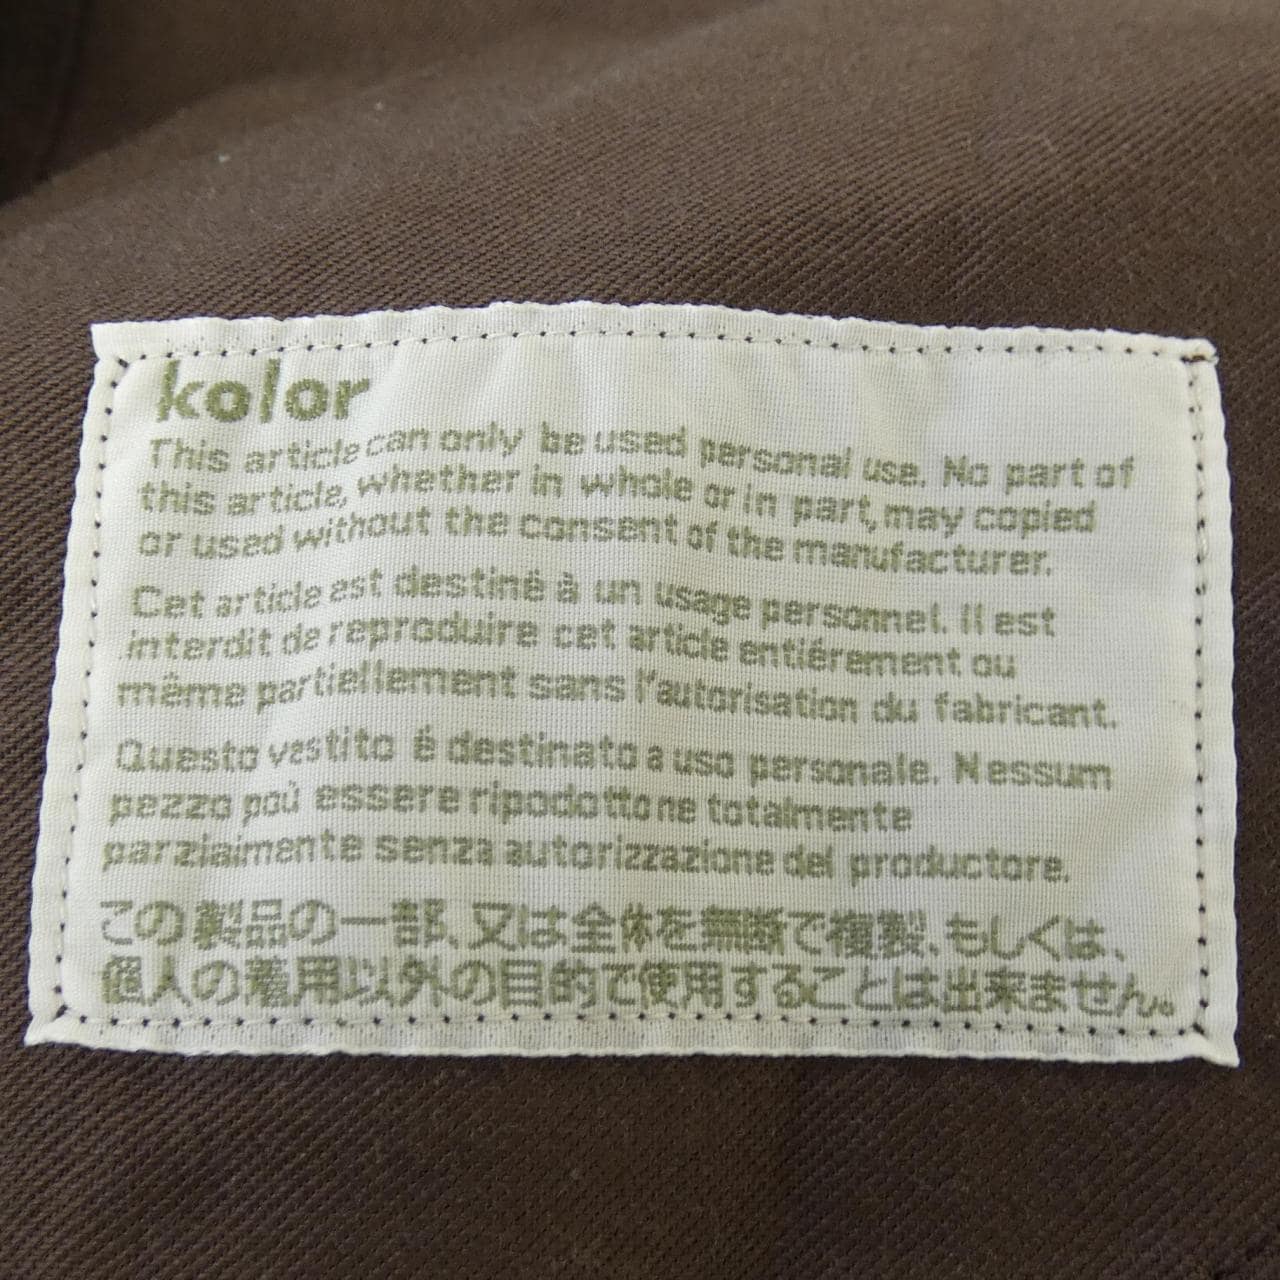 kolor
This article can only be used personal use. No part of
this article, whether in whole or in part, may copied
or used without the consent of the manufacturer.
Cet article est destiné à un usage personnel. Il est
interdit de reproduire cet article entiérement ou
même partiellement sans l'autorisation du fabricant.
Questo vestito é destinato a uso personale. Nessum
pezzo poù essere ripodotto ne totalmente
parziaimente senza autorizzazione del productore.
この製品の一部、又は全体を無断で複製、もしくは、
個人の着用以外の目的で使用することは出来ません。